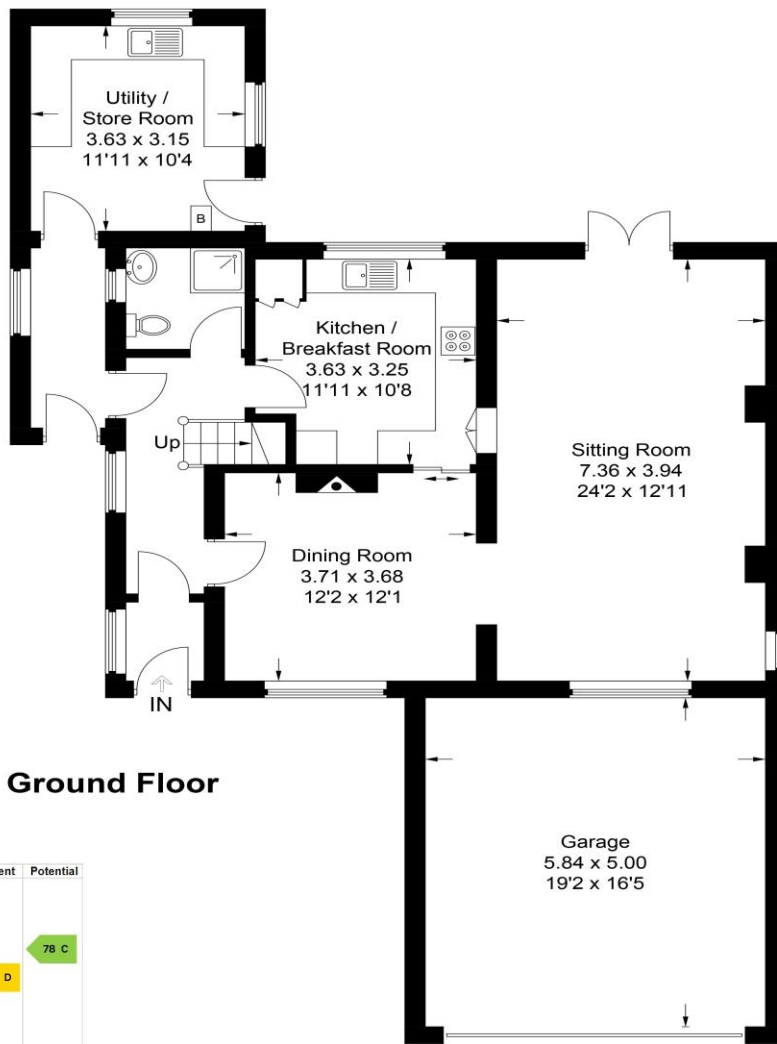 Utility /
Store Room
3.63 x 3.15
11'11 x 10'4
B
Kitchen /
Breakfast Room
3.63 x 3.25
11'11 x 10'8
Up
Sitting Room
7.36 x 3.94
24'2 x 12'11
Dining Room
3.71 x 3.68
12'2 x 12'1
IN
Ground Floor
Garage
5.84 x 5.00
19'2 x 16'5
Potential
78 C
D